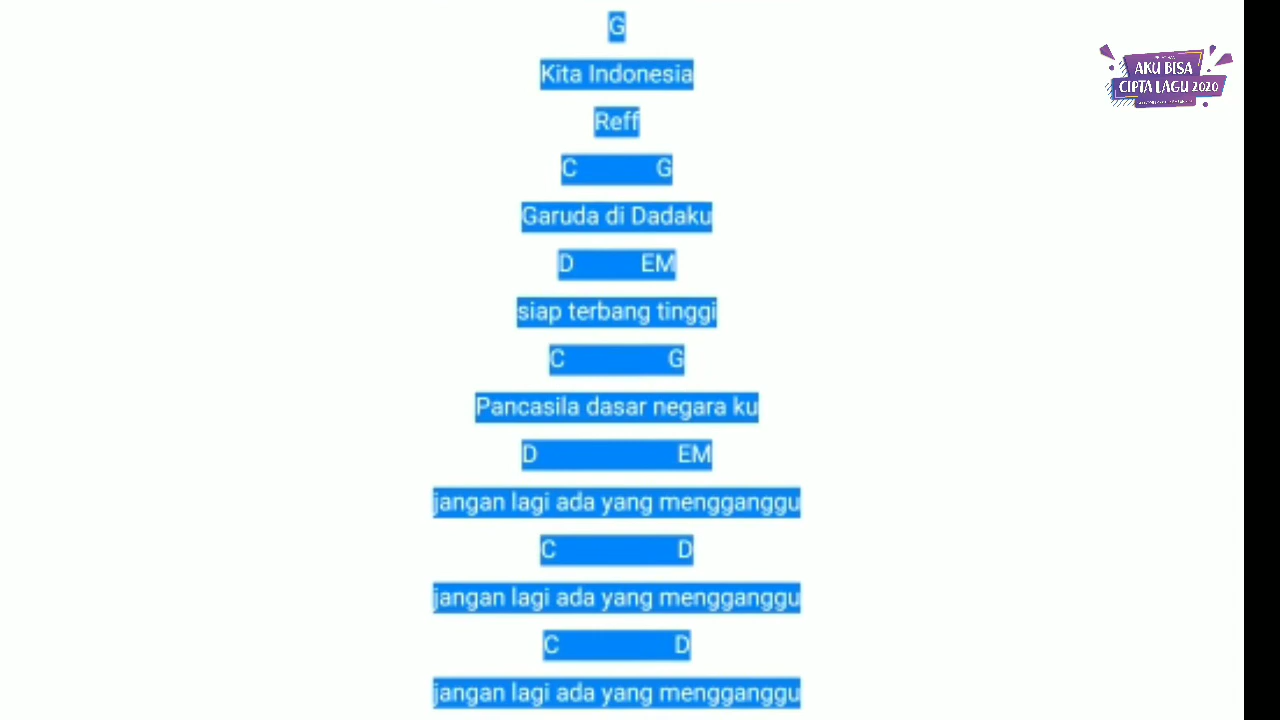 G
Kita Indonesia
Reff
C G
Garuda di Dadaku
D EM
siap terbang tinggi
C G
Pancasila dasar negara ku
D EM
jangan lagi ada yang mengganggu
C D
jangan lagi ada yang mengganggu
C D
jangan lagi ada yang mengganggu
AKU BISA
CIPTA LAGU 2020